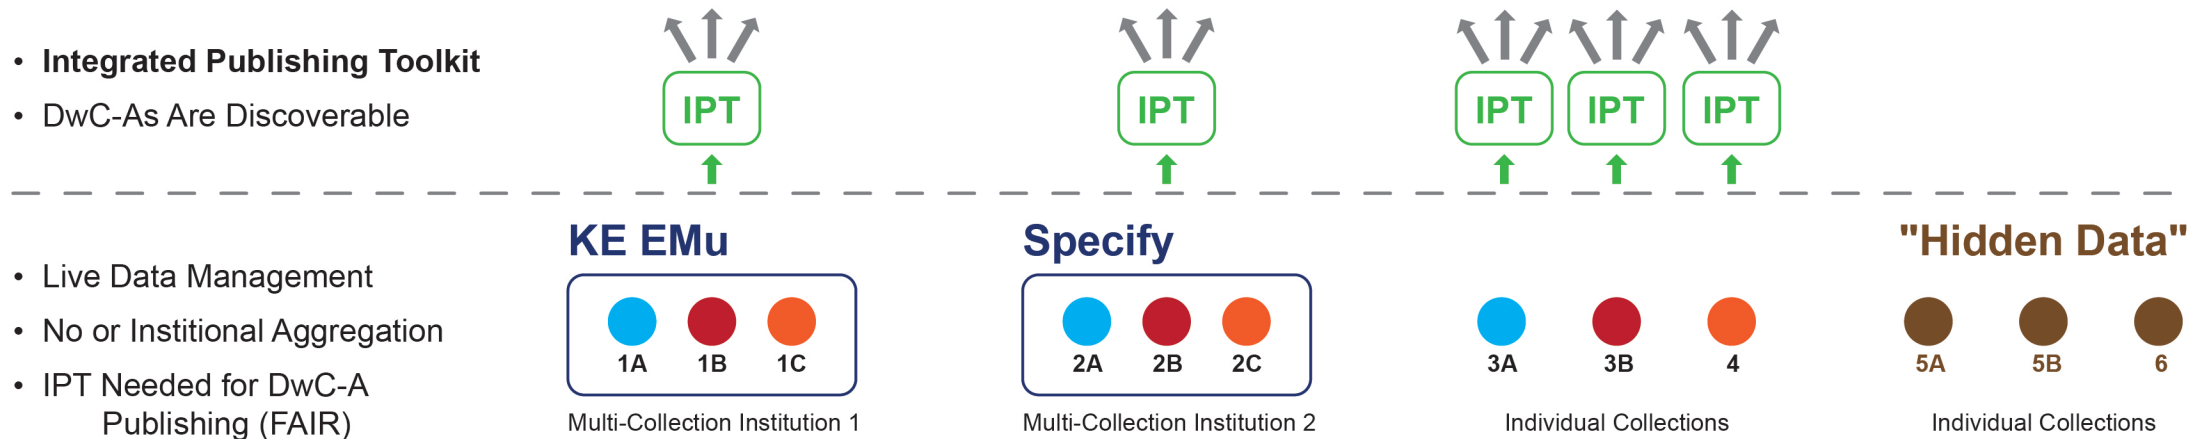 • Integrated Publishing Toolkit
• DwC-As Are Discoverable
IPT
IPT
IPT
IPT
IPT
• Live Data Management
• No or Institional Aggregation
• IPT Needed for DwC-A
Publishing (FAIR)
KE EMu
1A 1B 1C
Multi-Collection Institution 1
Specify
2A 2B 2C
Multi-Collection Institution 2
3A 3B 4
Individual Collections
"Hidden Data"
5A 5B 6
Individual Collections